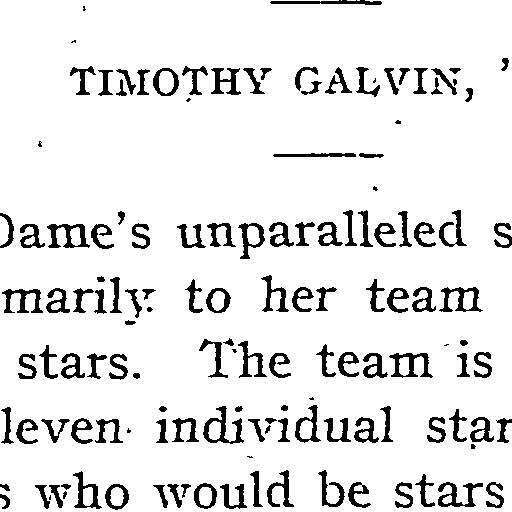 TIMOTHY GALVIN, '
Dame's unparalleled s
marily to her team
stars. The team is
leven individual star
s who would be stars